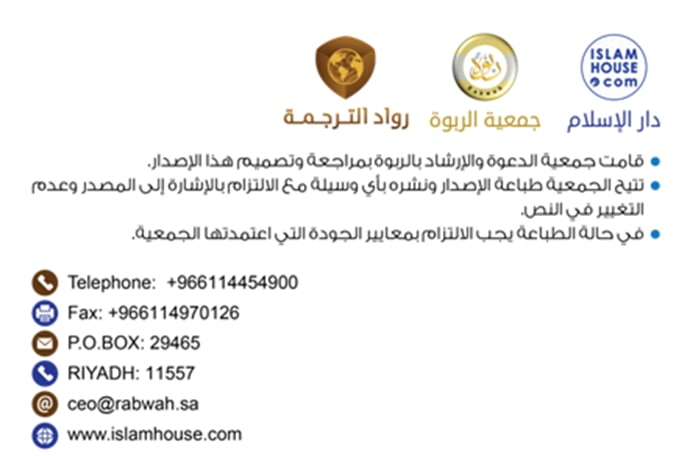 ISLAM
HOUSE
com
RABWAH
دار الإسلام
جمعية الربوة
رواد التـرجـمـة
قامت جمعية الدعوة والإرشاد بالربوة بمراجعة وتصميم هذا الإصدار.
تتيح الجمعية طباعة الإصدار ونشره بأي وسيلة مع الالتزام بالإشارة إلى المصدر وعدم
التغيير في النص.
في حالة الطباعة يجب الالتزام بمعايير الجودة التي اعتمدتها الجمعية.
Telephone: +966114454900
Fax: +966114970126
P.O.BOX: 29465
RIYADH: 11557
ceo@rabwah.sa
www.islamhouse.com